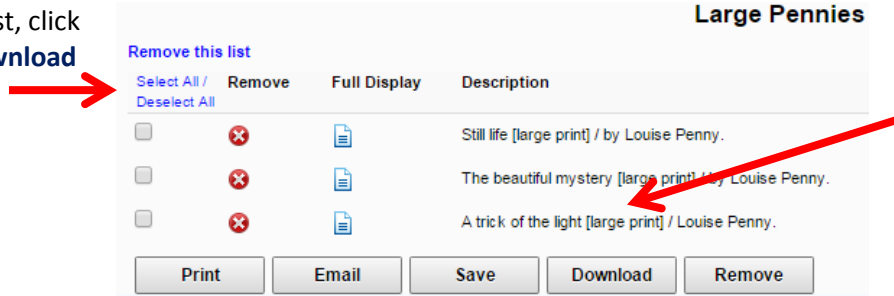 st, click
wnload
Large Pennies
Remove this list
Select All / Remove Full Display Description
Deselect All
Still life [large print] / by Louise Penny.
The beautiful mystery [large print] / by Louise Penny.
A trick of the light [large print] / Louise Penny.
Print Email Save Download Remove